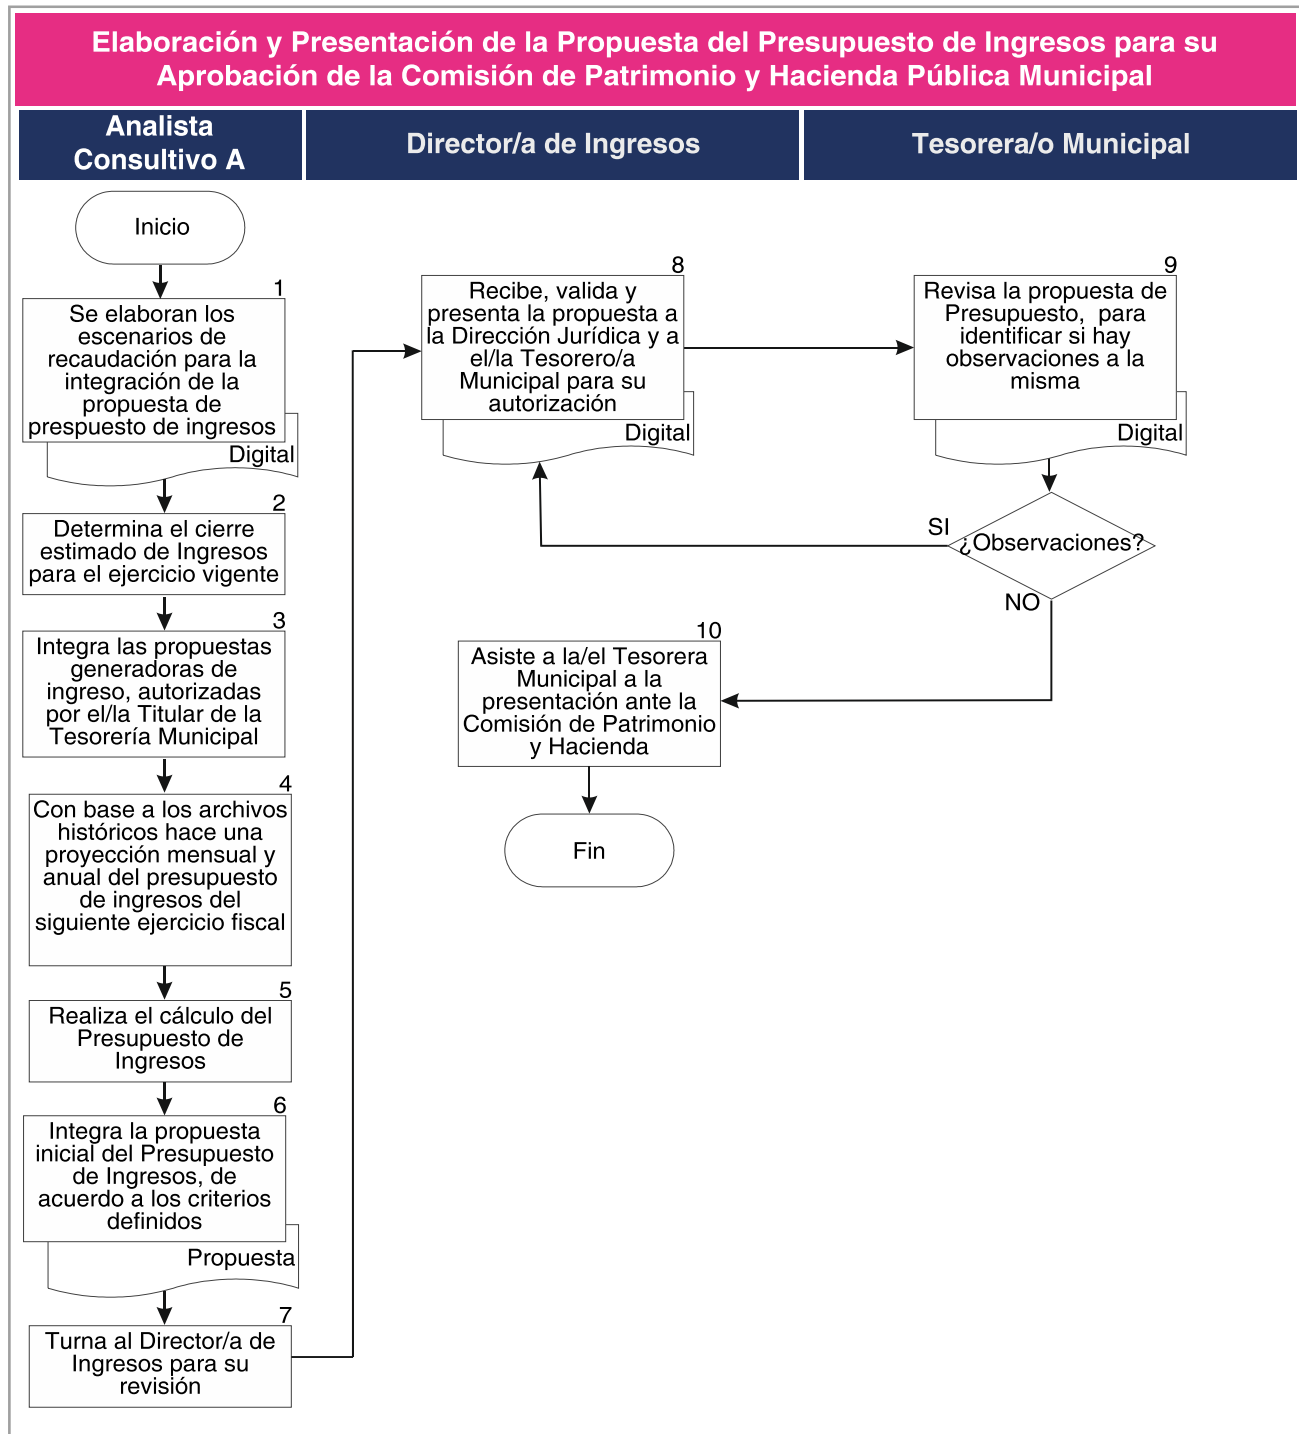 Elaboración y Presentación de la Propuesta del Presupuesto de Ingresos para su
Aprobación de la Comisión de Patrimonio y Hacienda Pública Municipal
Analista
Consultivo A
Director/a de Ingresos
Tesorera/o Municipal
Inicio
1
Se elaboran los
escenarios de
recaudación para la
integración de la
propuesta de
prespuesto de ingresos
Digital
2
Determina el cierre
estimado de Ingresos
para el ejercicio vigente
3
Integra las propuestas
generadoras de
ingreso, autorizadas
por el/la Titular de la
Tesorería Municipal
4
Con base a los archivos
históricos hace una
proyección mensual y
anual del presupuesto
de ingresos del
siguiente ejercicio fiscal
5
Realiza el cálculo del
Presupuesto de
Ingresos
6
Integra la propuesta
inicial del Presupuesto
de Ingresos, de
acuerdo a los criterios
definidos
Propuesta
7
Turna al Director/a de
Ingresos para su
revisión
8
Recibe, valida y
presenta la propuesta a
la Dirección Jurídica y a
el/la Tesorero/a
Municipal para su
autorización
Digital
9
Revisa la propuesta de
Presupuesto, para
identificar si hay
observaciones a la
misma
Digital
SI
¿Observaciones?
NO
10
Asiste a la/el Tesorera
Municipal a la
presentación ante la
Comisión de Patrimonio
y Hacienda
Fin